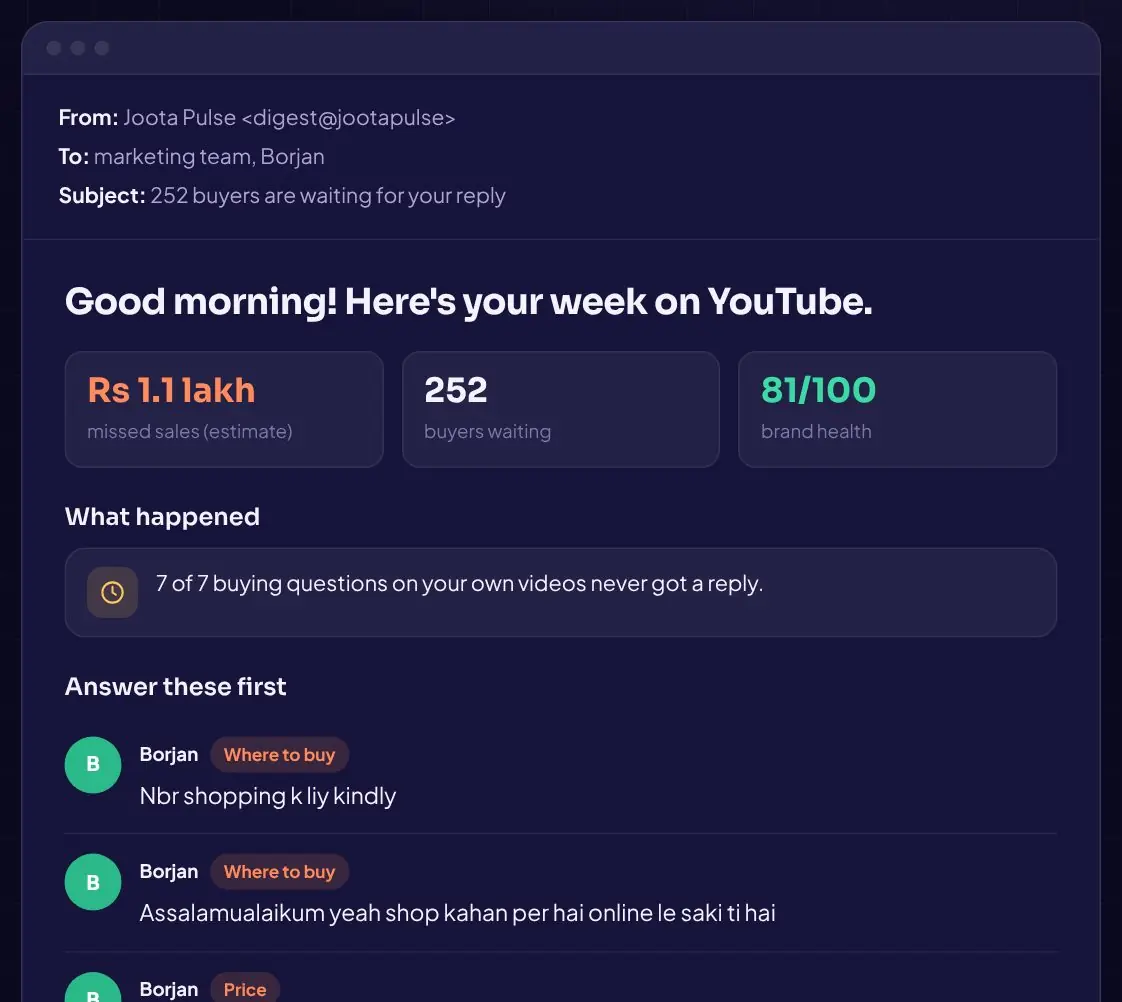 From: Joota Pulse <digest@jootapulse>
To: marketing team, Borjan
Subject: 252 buyers are waiting for your reply
Good morning! Here's your week on YouTube.
Rs 1.1 lakh
missed sales (estimate)
252
buyers waiting
81/100
brand health
What happened
7 of 7 buying questions on your own videos never got a reply.
Answer these first
B
Borjan Where to buy
Nbr shopping k liy kindly
B
Borjan Where to buy
Assalamualaikum yeah shop kahan per hai online le saki ti hai
B
Borjan Price